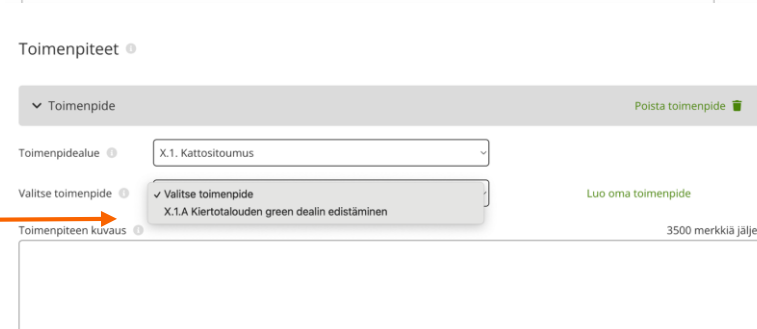 Toimenpiteet
Toimenpide
Poista toimenpide
Toimenpidealue
X.1. Kattositoumus
Valitse toimenpide
Valitse toimenpide
Luo oma toimenpide
X.1.A Kiertotalouden green dealin edistäminen
Toimenpiteen kuvaus
3500 merkkiä jälje